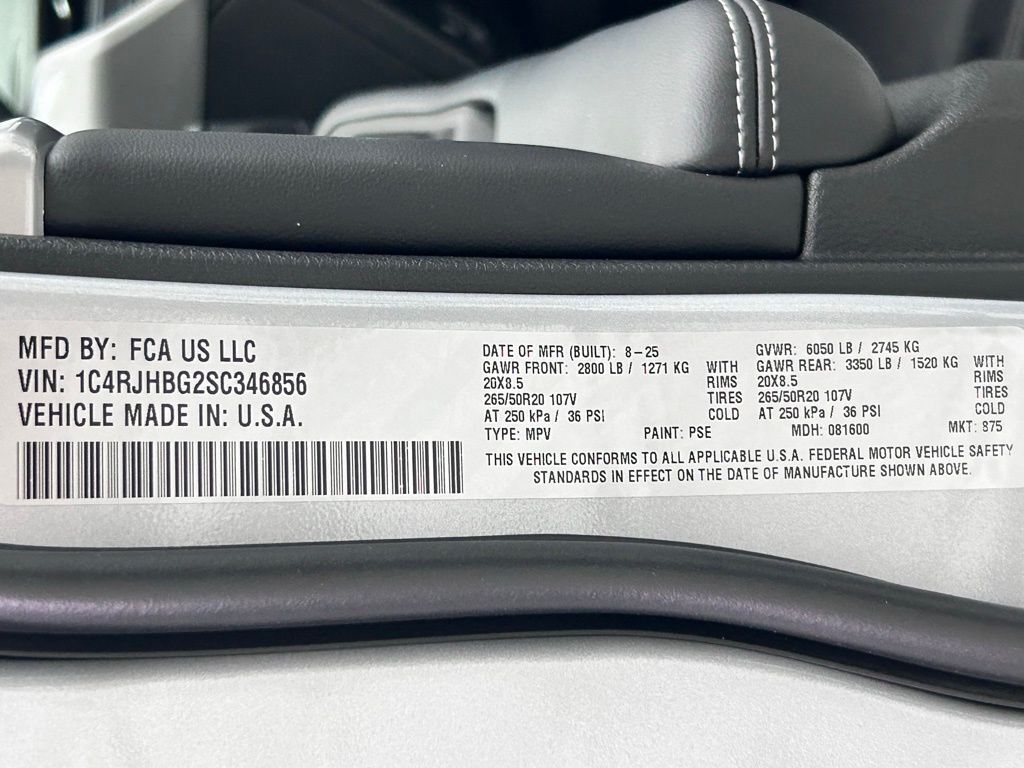 MFD BY: FCA US LLC
VIN: 1C4RJHBG2SC346856
VEHICLE MADE IN: U.S.A.
DATE OF MFR (BUILT): 8-25
GAWR FRONT: 2800 LB / 1271 KG WITH
20X8.5 RIMS
265/50R20 107V TIRES
AT 250 kPa / 36 PSI COLD
TYPE: MPV PAINT: PSE
GVWR: 6050 LB / 2745 KG
GAWR REAR: 3350 LB / 1520 KG WITH
20X8.5 RIMS
265/50R20 107V TIRES
AT 250 kPa / 36 PSI COLD
MDH: 081600 MKT: 875
THIS VEHICLE CONFORMS TO ALL APPLICABLE U.S.A. FEDERAL MOTOR VEHICLE SAFETY
STANDARDS IN EFFECT ON THE DATE OF MANUFACTURE SHOWN ABOVE.